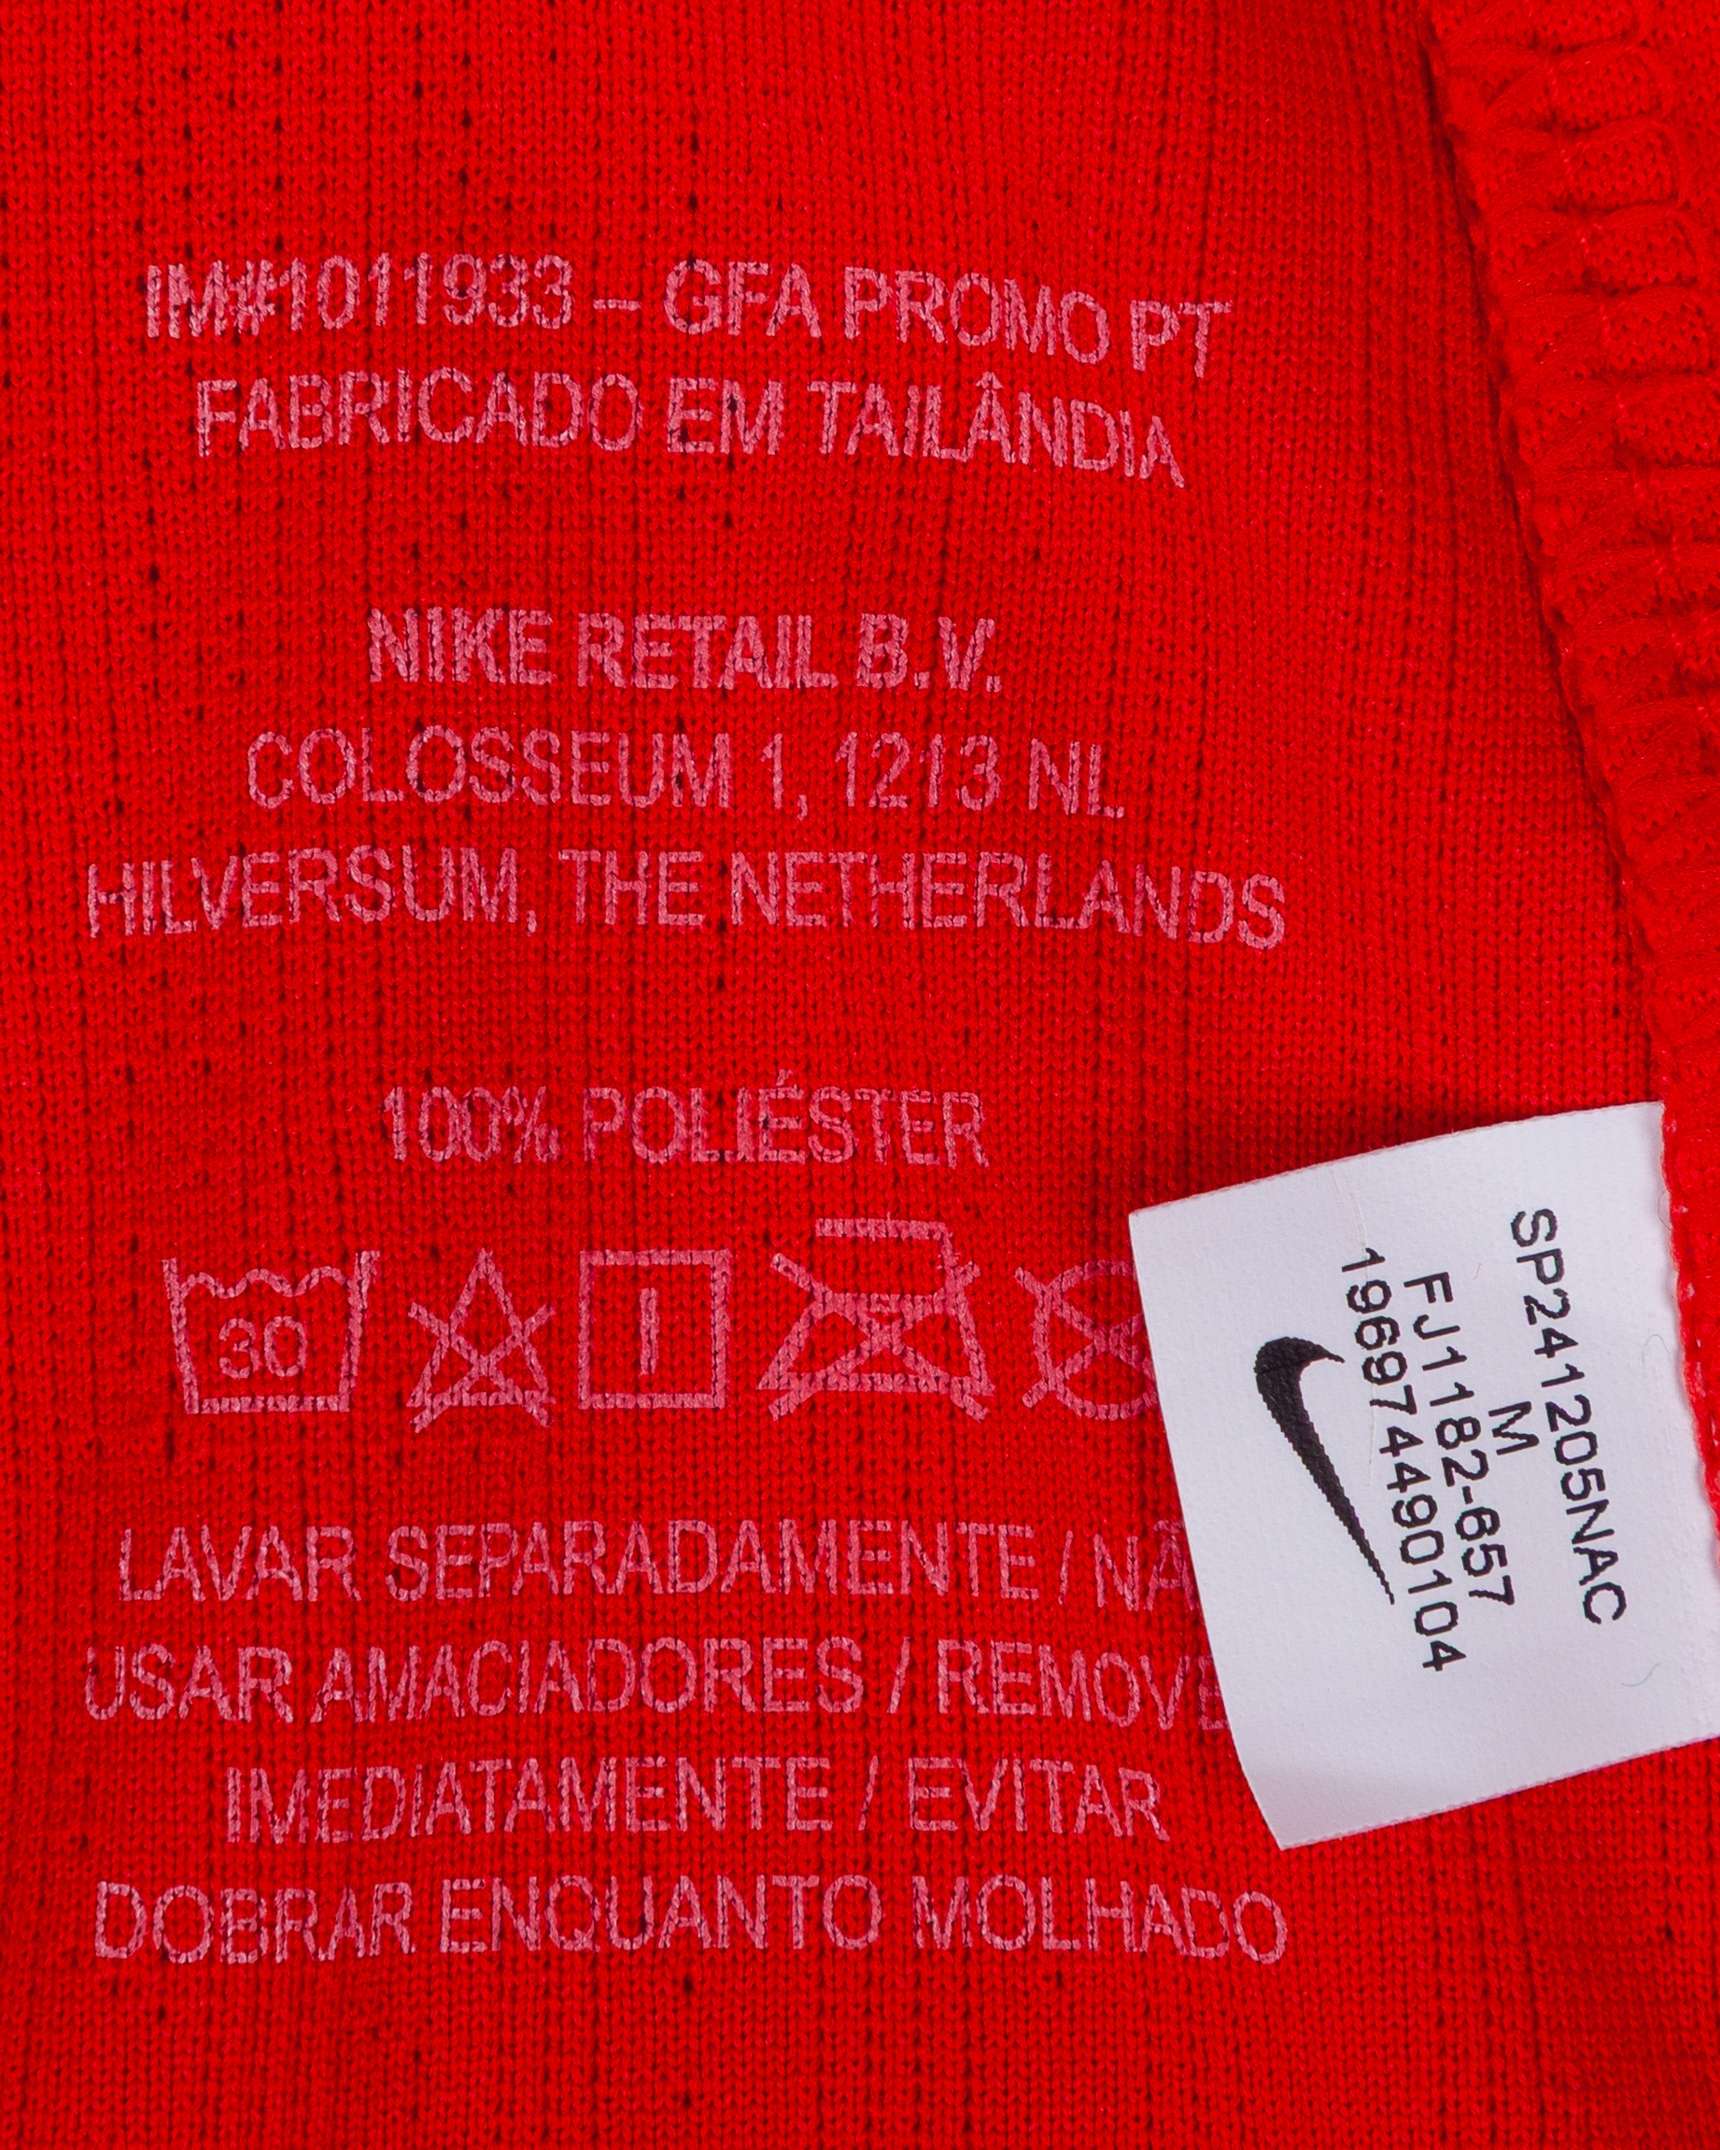 IM#1011933 – GFA PROMO PT
FABRICADO EM TAILÂNDIA
NIKE RETAIL B.V.
COLOSSEUM 1, 1213 NL
HILVERSUM, THE NETHERLANDS
100% POLIÉSTER
30
LAVAR SEPARADAMENTE / NÃ
USAR AMACIADORES / REMOVE
IMEDIATAMENTE / EVITAR
DOBRAR ENQUANTO MOLHADO
SP241205NAC
M
FJ1182-657
196974490104